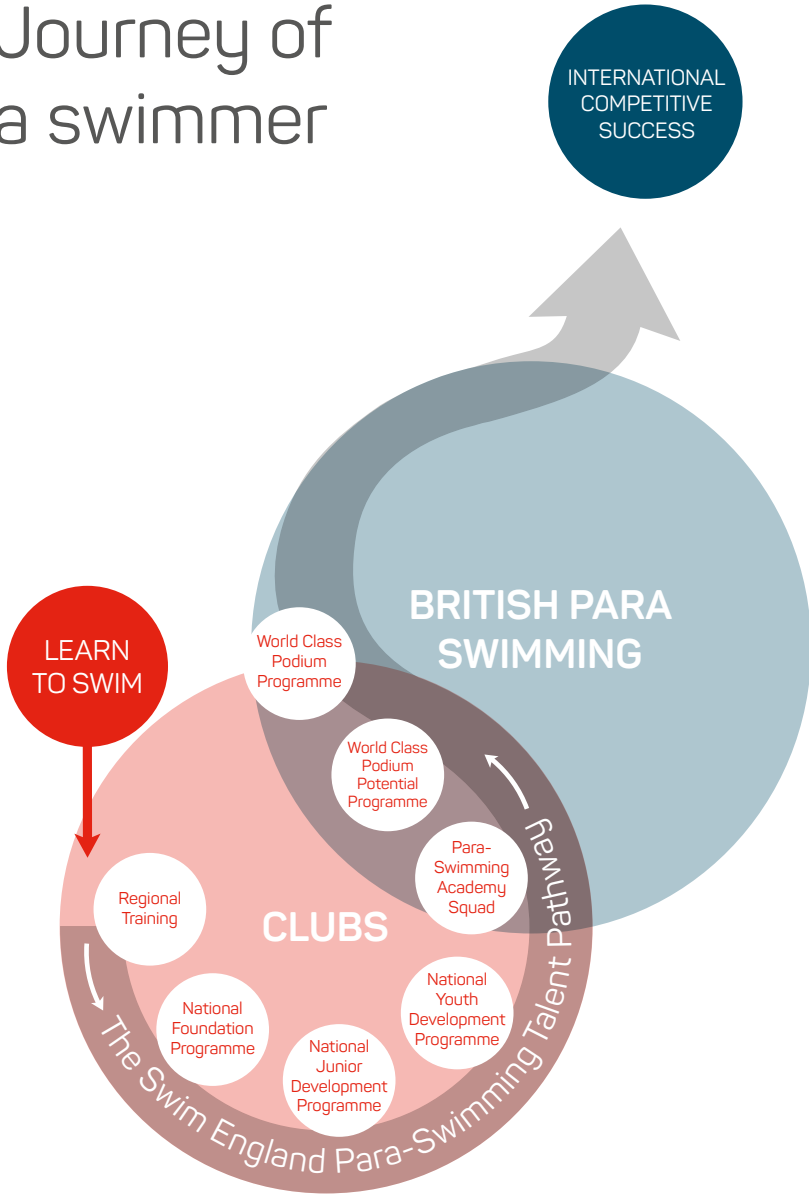 Journey of
a swimmer
INTERNATIONAL
COMPETITIVE
SUCCESS
BRITISH PARA
SWIMMING
LEARN
TO SWIM
World Class
Podium
Programme
World Class
Podium
Potential
Programme
Para-
Swimming
Academy
Squad
Regional
Training
CLUBS
National
Youth
Development
Programme
National
Foundation
Programme
National
Junior
Development
Programme
The Swim England Para-Swimming Talent Pathway